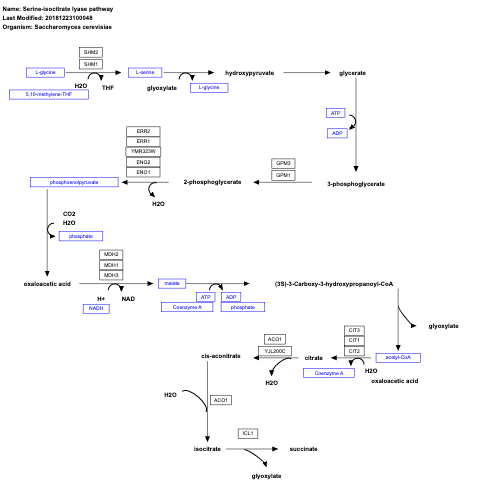 Name: Serine-isocitrate lyase pathway
Last Modified: 20181223100048
Organism: Saccharomyces cerevisiae
SHM2
SHM1
L-glycine
L-serine
hydroxypyruvate
glycerate
H2O
THF
glyoxylate
L-glycine
5,10-methylene-THF
ATP
ADP
ERR2
ERR1
YMR323W
ENO2
ENO1
GPM3
GPM1
phosphoenolpyruvate
2-phosphoglycerate
3-phosphoglycerate
H2O
CO2
H2O
phosphate
MDH2
MDH1
MDH3
oxaloacetic acid
malate
(3S)-3-Carboxy-3-hydroxypropanoyl-CoA
H+
NAD
NADH
ATP
ADP
Coenzyme A
phosphate
glyoxylate
CIT3
CIT1
CIT2
ACO1
YJL200C
cis-aconitrate
citrate
acetyl-CoA
H2O
Coenzyme A
H2O
oxaloacetic acid
H2O
ACO1
ICL1
isocitrate
succinate
glyoxylate